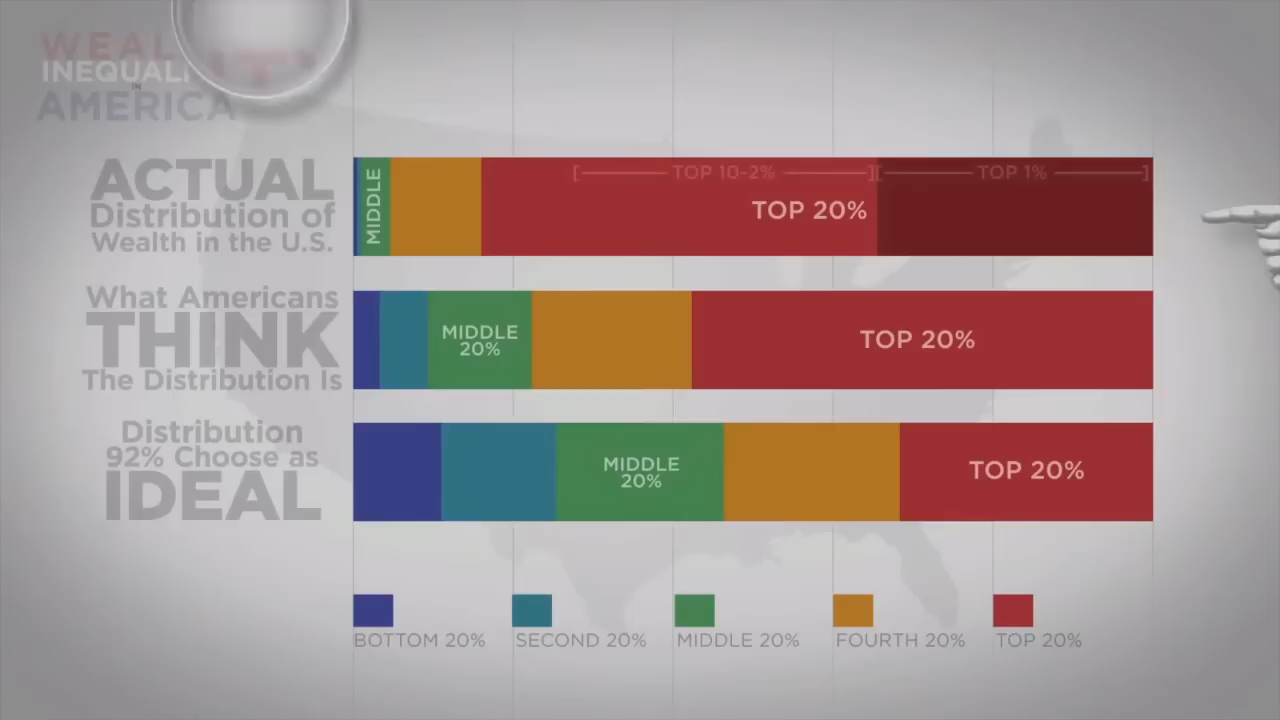 WEAL
INEQUALI
IN
AMERICA
ACTUAL
Distribution of
Wealth in the U.S.
MIDDLE
[ TOP 10-2% ]
[ TOP 1% ]
TOP 20%
What Americans
THINK
The Distribution Is
MIDDLE
20%
TOP 20%
Distribution
92% Choose as
IDEAL
MIDDLE
20%
TOP 20%
BOTTOM 20%
SECOND 20%
MIDDLE 20%
FOURTH 20%
TOP 20%